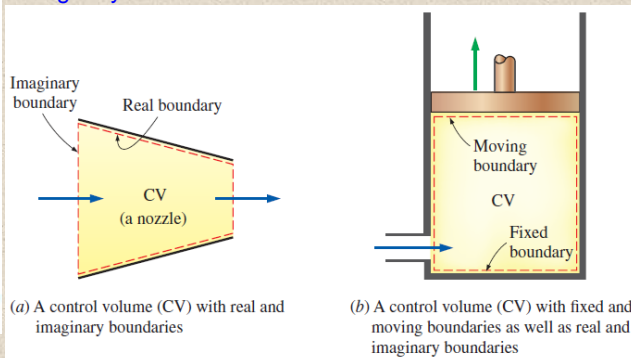 Imaginary
boundary
Real boundary
CV
(a nozzle)
(a) A control volume (CV) with real and
imaginary boundaries
Moving
boundary
CV
Fixed
boundary
(b) A control volume (CV) with fixed and
moving boundaries as well as real and
imaginary boundaries